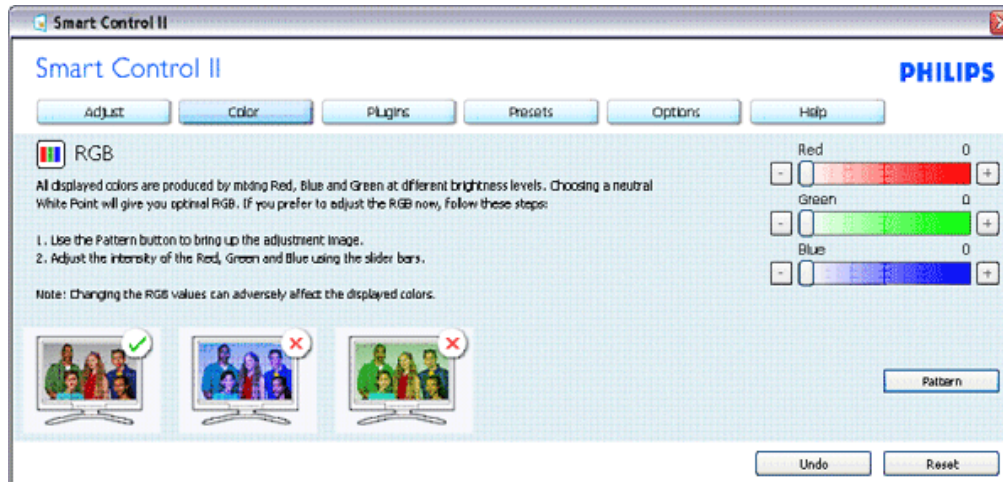 Smart Control II
Smart Control II
PHILIPS
Adjust Color Plugins Presets Options Help
RGB
All displayed colors are produced by mixing Red, Blue and Green at different brightness levels. Choosing a neutral
White Point will give you optimal RGB. If you prefer to adjust the RGB now, follow these steps:
1. Use the Pattern button to bring up the adjustment image.
2. Adjust the intensity of the Red, Green and Blue using the slider bars.
Note: Changing the RGB values can adversely affect the displayed colors.
Red 0
- +
Green 0
- +
Blue 0
- +
Pattern
Undo Reset